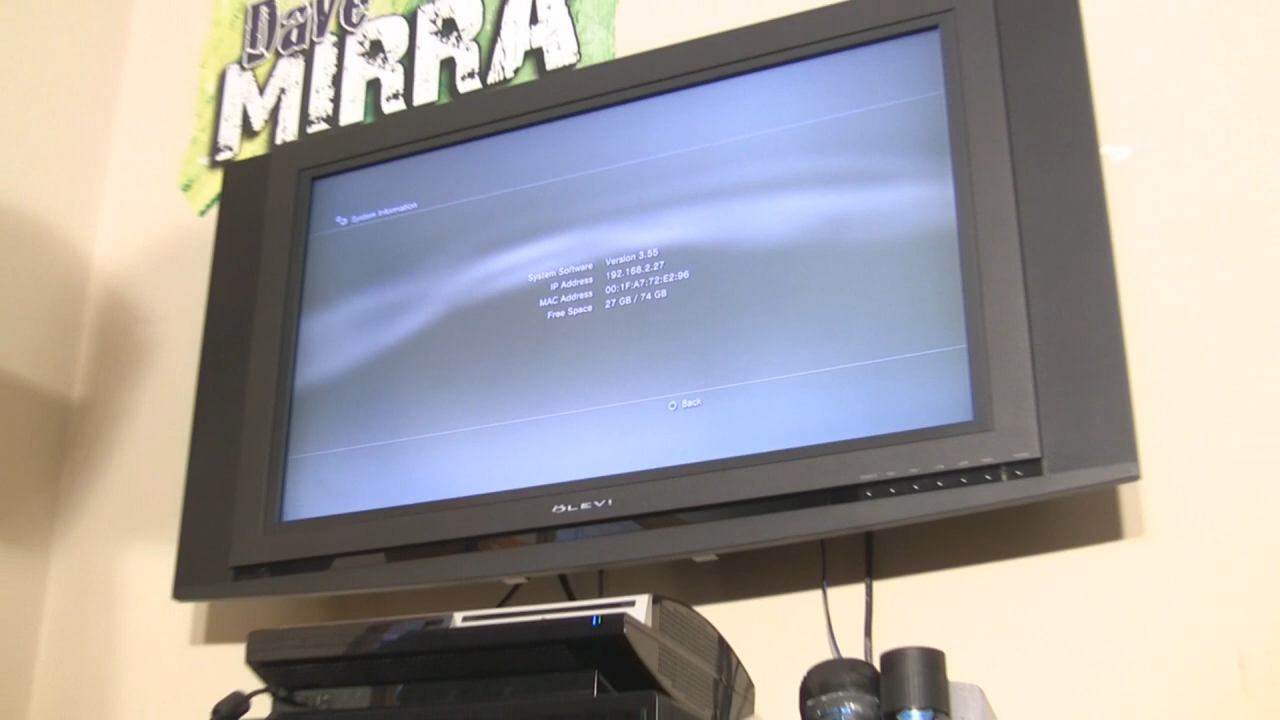 Dave
MIRRA
System Information
System Software Version 3.55
IP Address 192.168.2.27
MAC Address 00:1F:A7:72:E2:96
Free Space 27 GB / 74 GB
Back
OLEVI